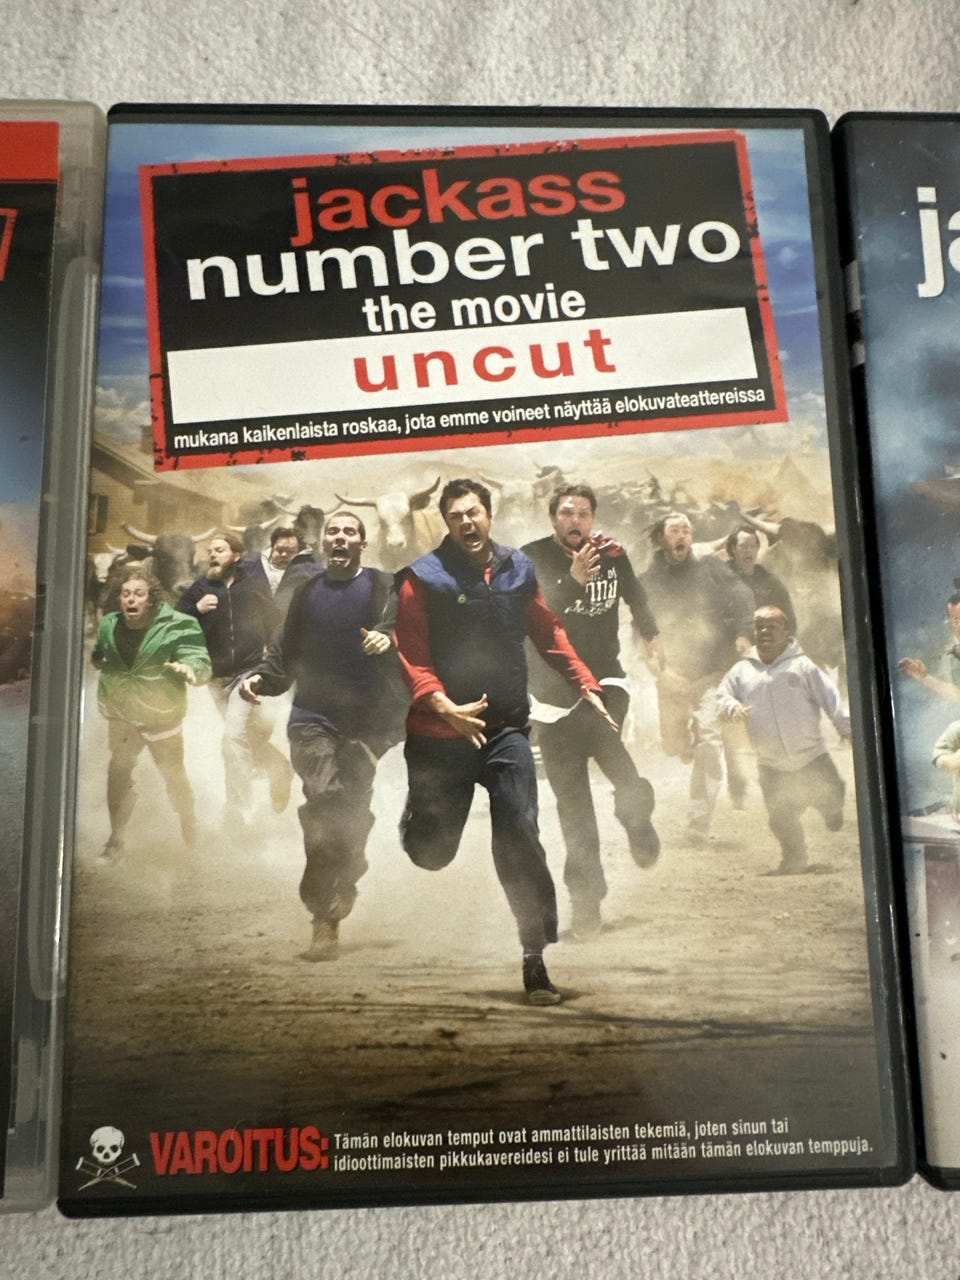 jackass
number two
the movie
uncut
mukana kaikenlaista roskaa, jota emme voineet näyttää elokuvateattereissa
VAROITUS: Tämän elokuvan temput ovat ammattilaisten tekemiä, joten sinun tai
idioottimaisten pikkukavereidesi ei tule yrittää mitään tämän elokuvan temppuja.
ja